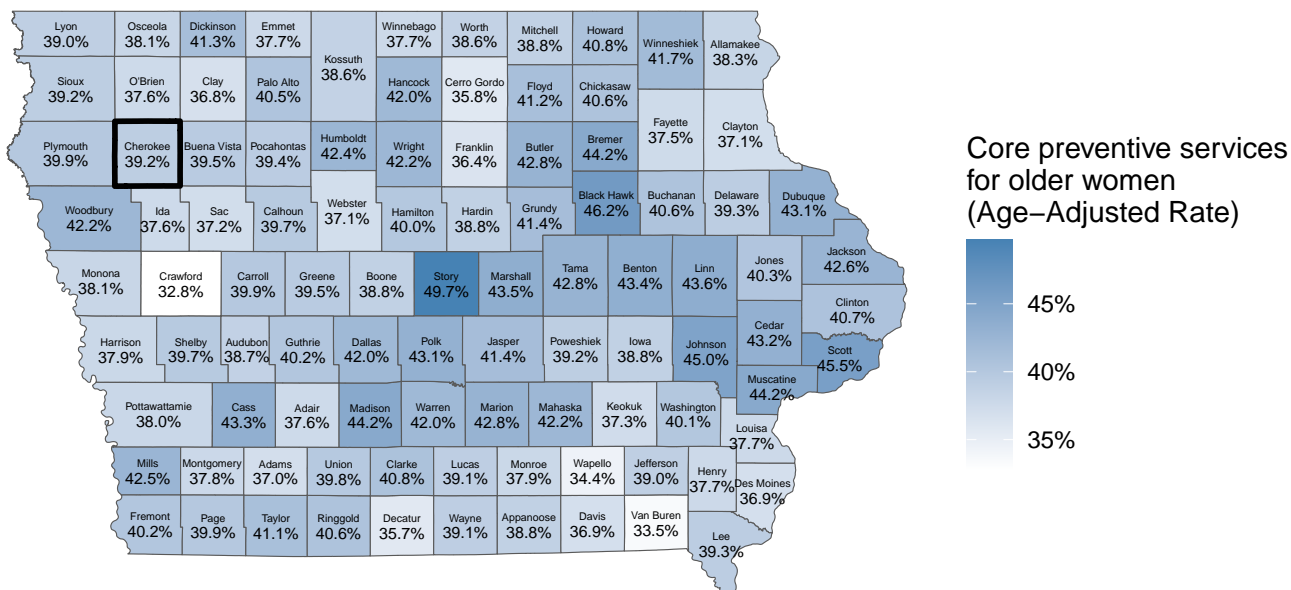 Lyon
39.0%
Osceola
38.1%
Dickinson
41.3%
Emmet
37.7%
Kossuth
38.6%
Winnebago
37.7%
Worth
38.6%
Mitchell
38.8%
Howard
40.8%
Winneshiek
41.7%
Allamakee
38.3%
Sioux
39.2%
O'Brien
37.6%
Clay
36.8%
Palo Alto
40.5%
Hancock
42.0%
Cerro Gordo
35.8%
Floyd
41.2%
Chickasaw
40.6%
Fayette
37.5%
Clayton
37.1%
Plymouth
39.9%
Cherokee
39.2%
Buena Vista
39.5%
Pocahontas
39.4%
Humboldt
42.4%
Wright
42.2%
Franklin
36.4%
Butler
42.8%
Bremer
44.2%
Woodbury
42.2%
Ida
37.6%
Sac
37.2%
Calhoun
39.7%
Webster
37.1%
Hamilton
40.0%
Hardin
38.8%
Grundy
41.4%
Black Hawk
46.2%
Buchanan
40.6%
Delaware
39.3%
Dubuque
43.1%
Monona
38.1%
Crawford
32.8%
Carroll
39.9%
Greene
39.5%
Boone
38.8%
Story
49.7%
Marshall
43.5%
Tama
42.8%
Benton
43.4%
Linn
43.6%
Jones
40.3%
Jackson
42.6%
Clinton
40.7%
Harrison
37.9%
Shelby
39.7%
Audubon
38.7%
Guthrie
40.2%
Dallas
42.0%
Polk
43.1%
Jasper
41.4%
Poweshiek
39.2%
Iowa
38.8%
Johnson
45.0%
Cedar
43.2%
Scott
45.5%
Muscatine
44.2%
Pottawattamie
38.0%
Cass
43.3%
Adair
37.6%
Madison
44.2%
Warren
42.0%
Marion
42.8%
Mahaska
42.2%
Keokuk
37.3%
Washington
40.1%
Louisa
37.7%
Mills
42.5%
Montgomery
37.8%
Adams
37.0%
Union
39.8%
Clarke
40.8%
Lucas
39.1%
Monroe
37.9%
Wapello
34.4%
Jefferson
39.0%
Henry
37.7%
Des Moines
36.9%
Fremont
40.2%
Page
39.9%
Taylor
41.1%
Ringgold
40.6%
Decatur
35.7%
Wayne
39.1%
Appanoose
38.8%
Davis
36.9%
Van Buren
33.5%
Lee
39.3%
Core preventive services
for older women
(Age−Adjusted Rate)
45%
40%
35%